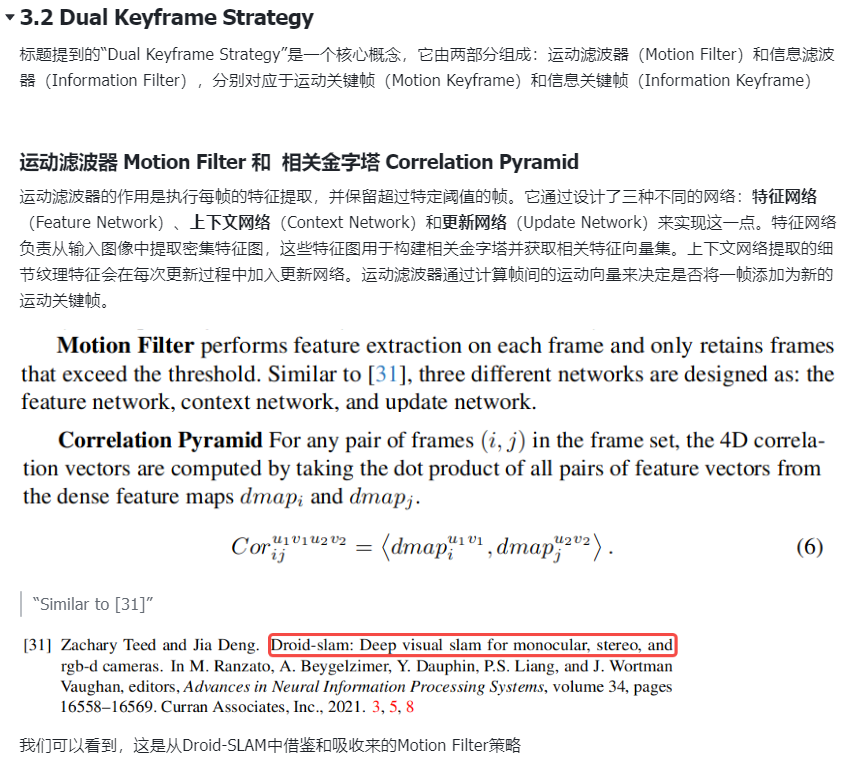 3.2 Dual Keyframe Strategy
标题提到的“Dual Keyframe Strategy”是一个核心概念，它由两部分组成：运动滤波器（Motion Filter）和信息滤波
器（Information Filter），分别对应于运动关键帧（Motion Keyframe）和信息关键帧（Information Keyframe）
运动滤波器 Motion Filter 和 相关金字塔 Correlation Pyramid
运动滤波器的作用是执行每帧的特征提取，并保留超过特定阈值的帧。它通过设计了三种不同的网络：特征网络
（Feature Network）、上下文网络（Context Network）和更新网络（Update Network）来实现这一点。特征网络
负责从输入图像中提取密集特征图，这些特征图用于构建相关金字塔并获取相关特征向量集。上下文网络提取的细
节纹理特征会在每次更新过程中加入更新网络。运动滤波器通过计算帧间的运动向量来决定是否将一帧添加为新的
运动关键帧。
Motion Filter performs feature extraction on each frame and only retains frames
that exceed the threshold. Similar to [31], three different networks are designed as: the
feature network, context network, and update network.
Correlation Pyramid For any pair of frames (i, j) in the frame set, the 4D correla-
tion vectors are computed by taking the dot product of all pairs of feature vectors from
the dense feature maps dmap_i and dmap_j.
Cor_{ij}^{u_1v_1u_2v_2} = ⟨dmap_i^{u_1v_1}, dmap_j^{u_2v_2}⟩. (6)
“Similar to [31]”
[31] Zachary Teed and Jia Deng. Droid-slam: Deep visual slam for monocular, stereo, and
rgb-d cameras. In M. Ranzato, A. Beygelzimer, Y. Dauphin, P.S. Liang, and J. Wortman
Vaughan, editors, Advances in Neural Information Processing Systems, volume 34, pages
16558–16569. Curran Associates, Inc., 2021. 3, 5, 8
我们可以看到，这是从Droid-SLAM中借鉴和吸收来的Motion Filter策略